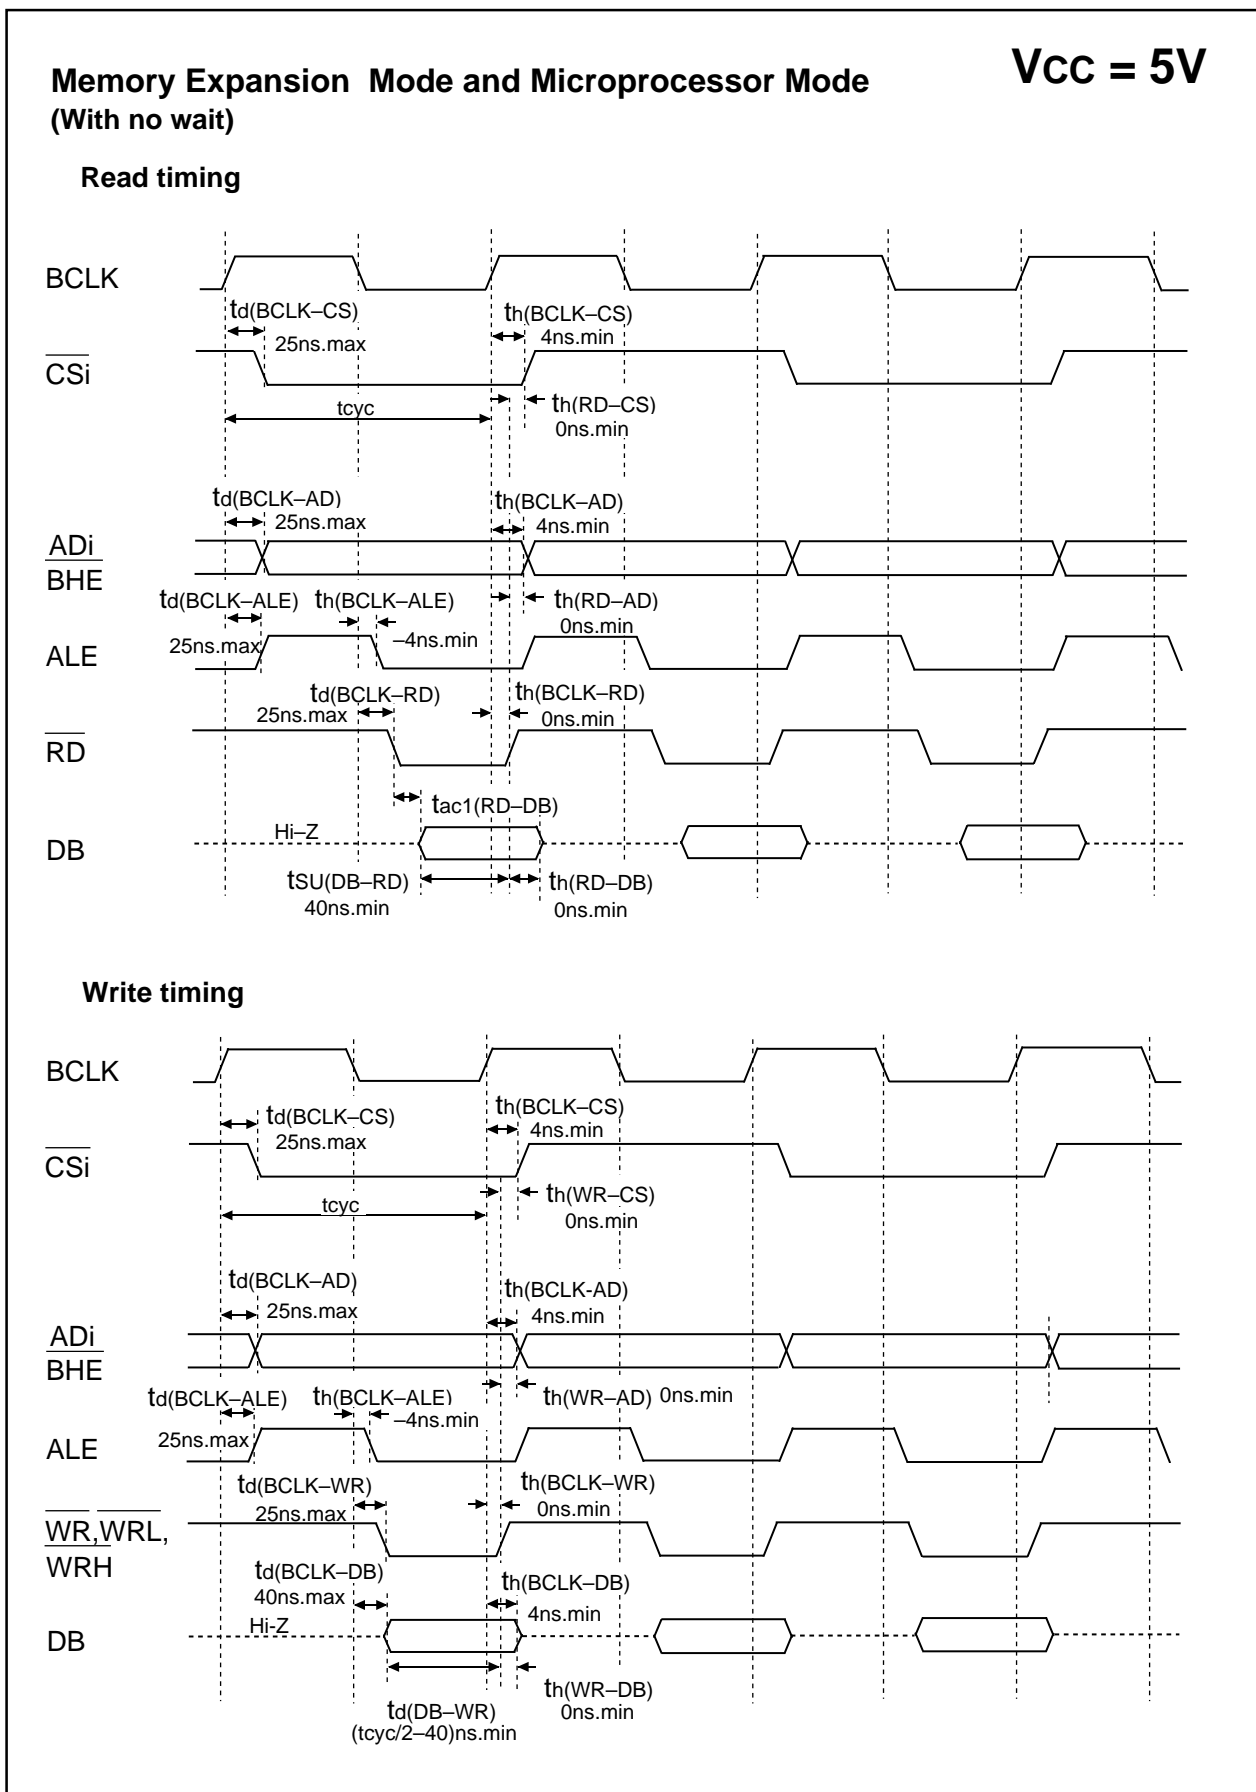 Vcc = 5V
Memory Expansion Mode and Microprocessor Mode
(With no wait)
Read timing
BCLK
td(BCLK–CS)
25ns.max
th(BCLK–CS)
4ns.min
CSi
tcyc
th(RD–CS)
0ns.min
td(BCLK–AD)
25ns.max
th(BCLK–AD)
4ns.min
ADi
BHE
td(BCLK–ALE)
25ns.max
th(BCLK–ALE)
–4ns.min
th(RD–AD)
0ns.min
ALE
td(BCLK–RD)
25ns.max
th(BCLK–RD)
0ns.min
RD
tac1(RD–DB)
Hi–Z
DB
tSU(DB–RD)
40ns.min
th(RD–DB)
0ns.min
Write timing
BCLK
td(BCLK–CS)
25ns.max
th(BCLK–CS)
4ns.min
CSi
tcyc
th(WR–CS)
0ns.min
td(BCLK–AD)
25ns.max
th(BCLK-AD)
4ns.min
ADi
BHE
td(BCLK–ALE)
25ns.max
th(BCLK–ALE)
–4ns.min
th(WR–AD) 0ns.min
ALE
td(BCLK–WR)
25ns.max
th(BCLK–WR)
0ns.min
WR,WRL,
WRH
td(BCLK–DB)
40ns.max
th(BCLK–DB)
4ns.min
Hi-Z
DB
td(DB–WR)
(tcyc/2–40)ns.min
th(WR–DB)
0ns.min